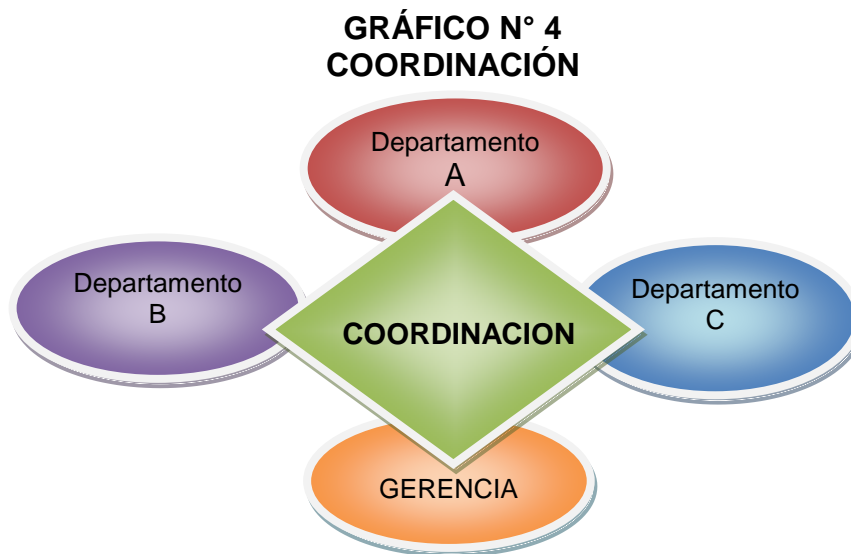 GRÁFICO N° 4
COORDINACIÓN
Departamento
A
Departamento
B
COORDINACION
Departamento
C
GERENCIA